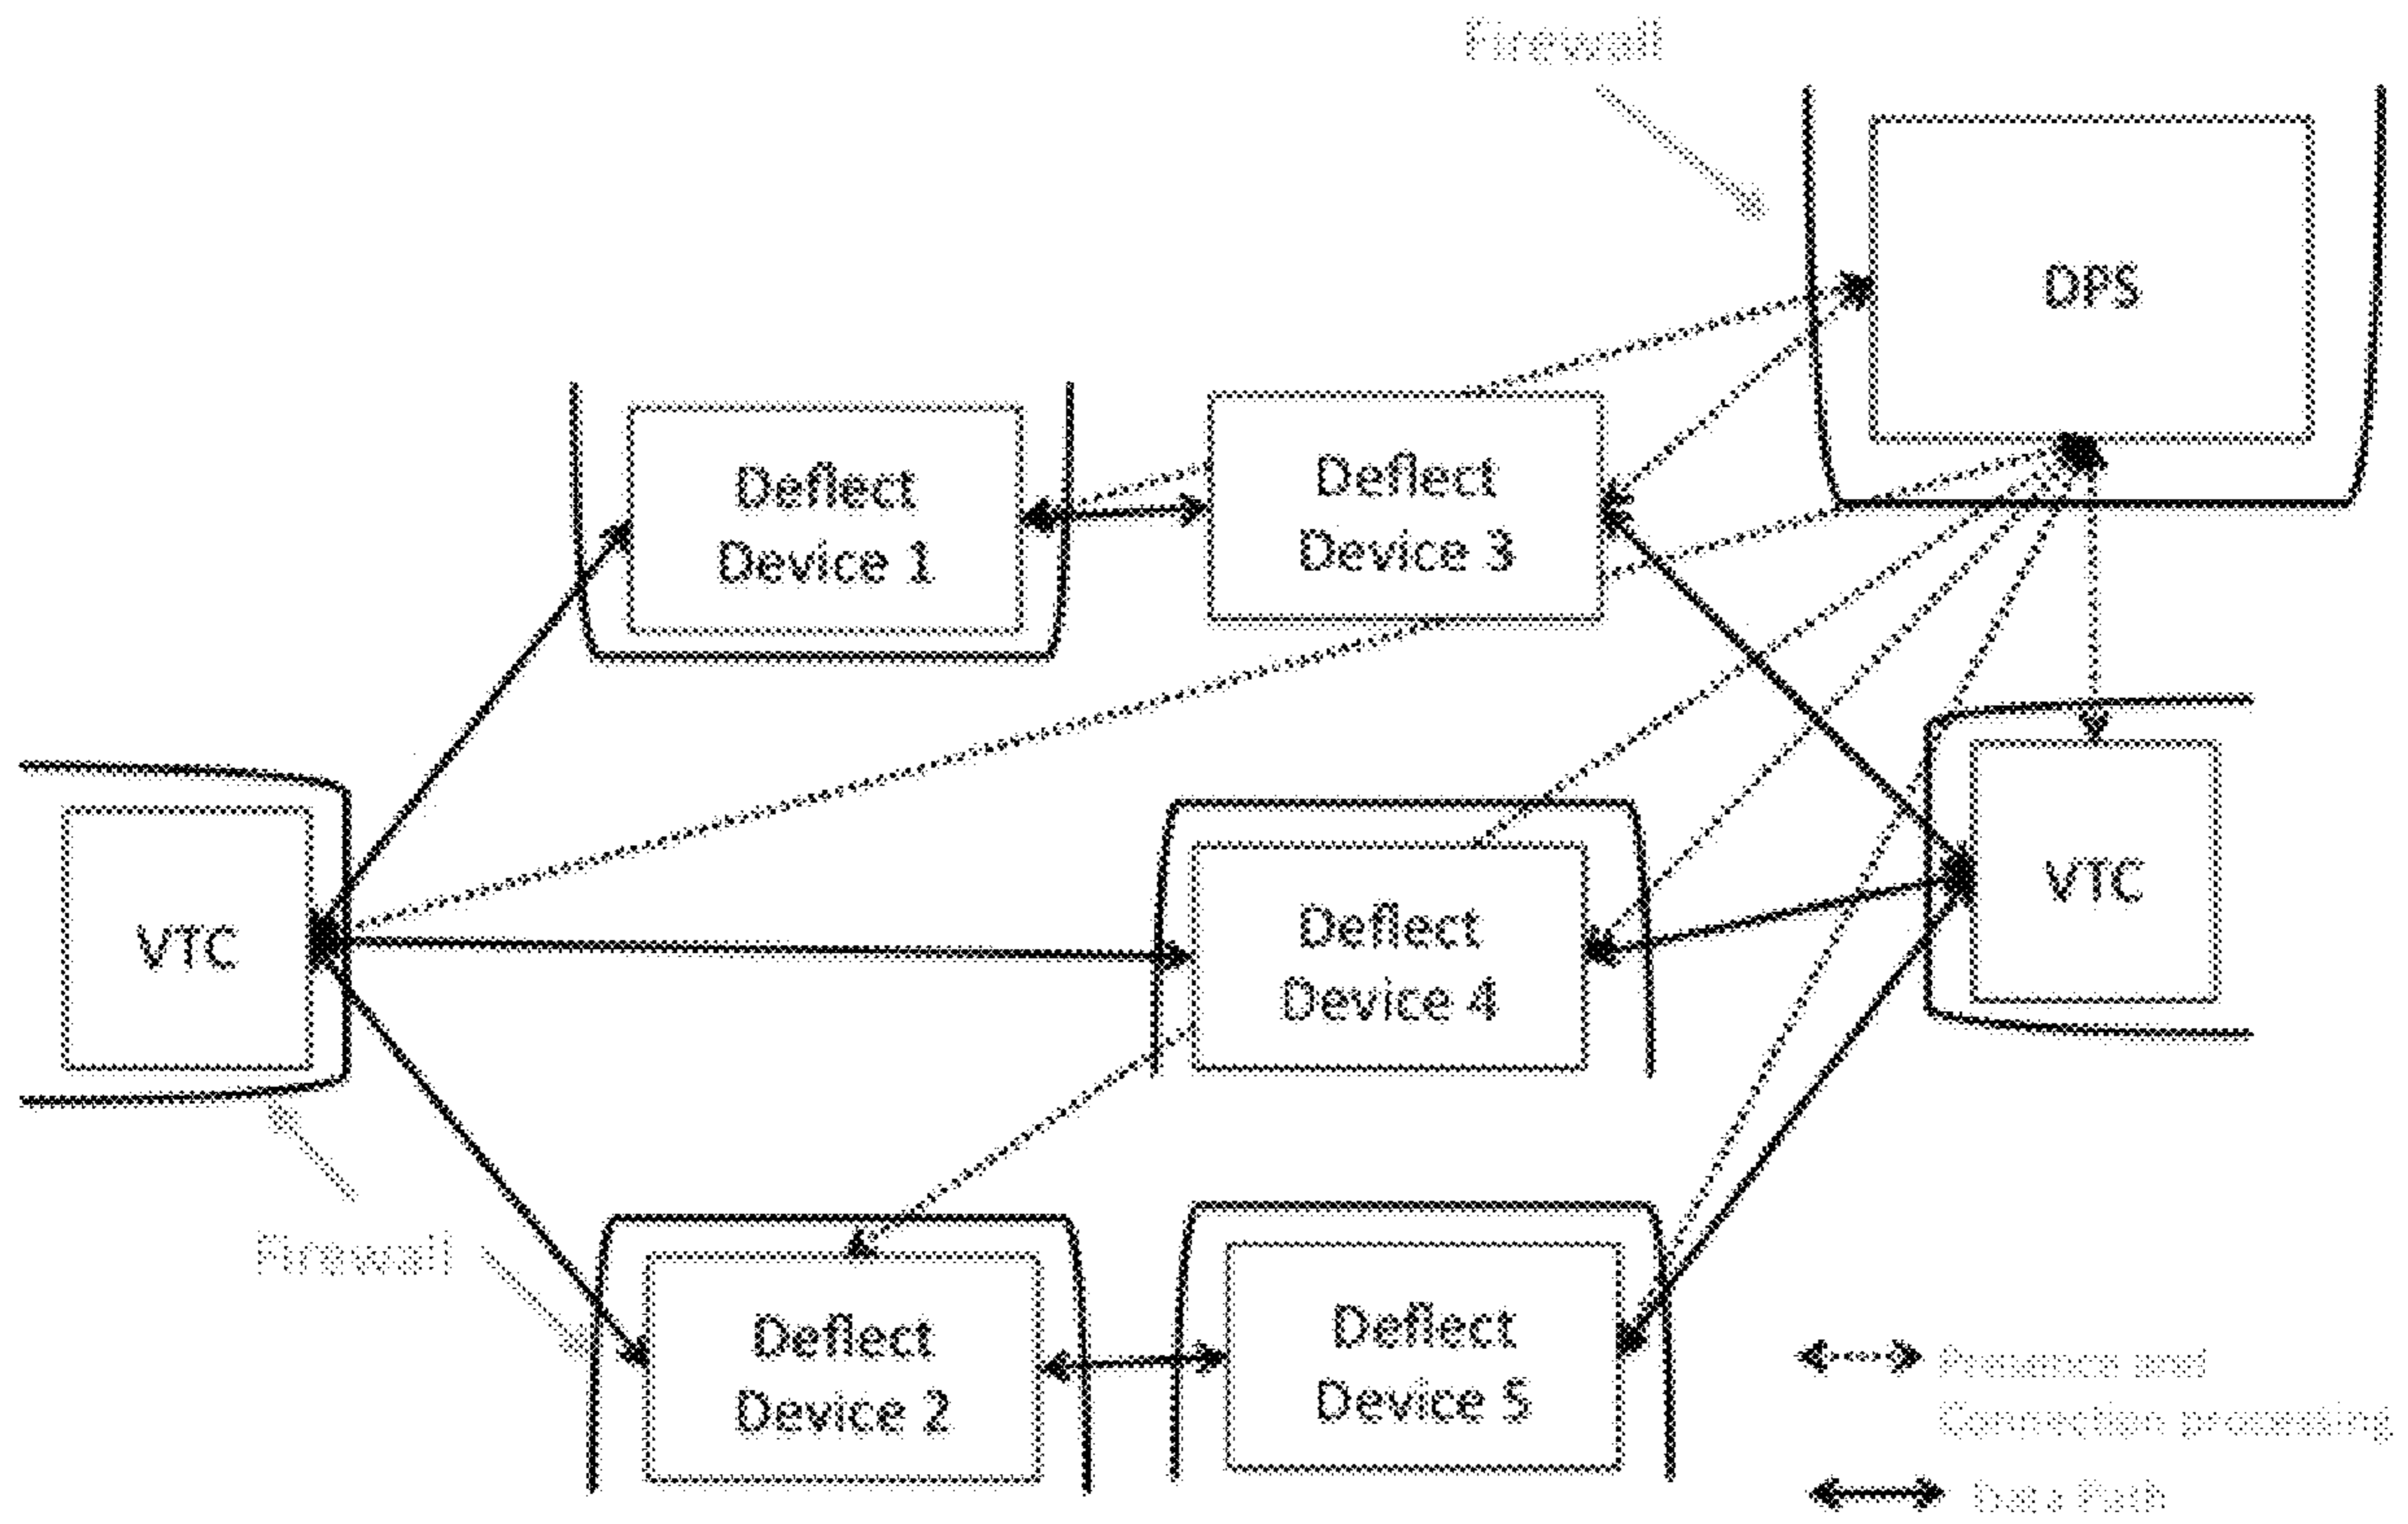 Firewall
DPS
Deflect
Device 1
Deflect
Device 3
VTC
VTC
Deflect
Device 4
Firewall
Deflect
Device 2
Deflect
Device 5
Presence and
Connection processing
Data Path